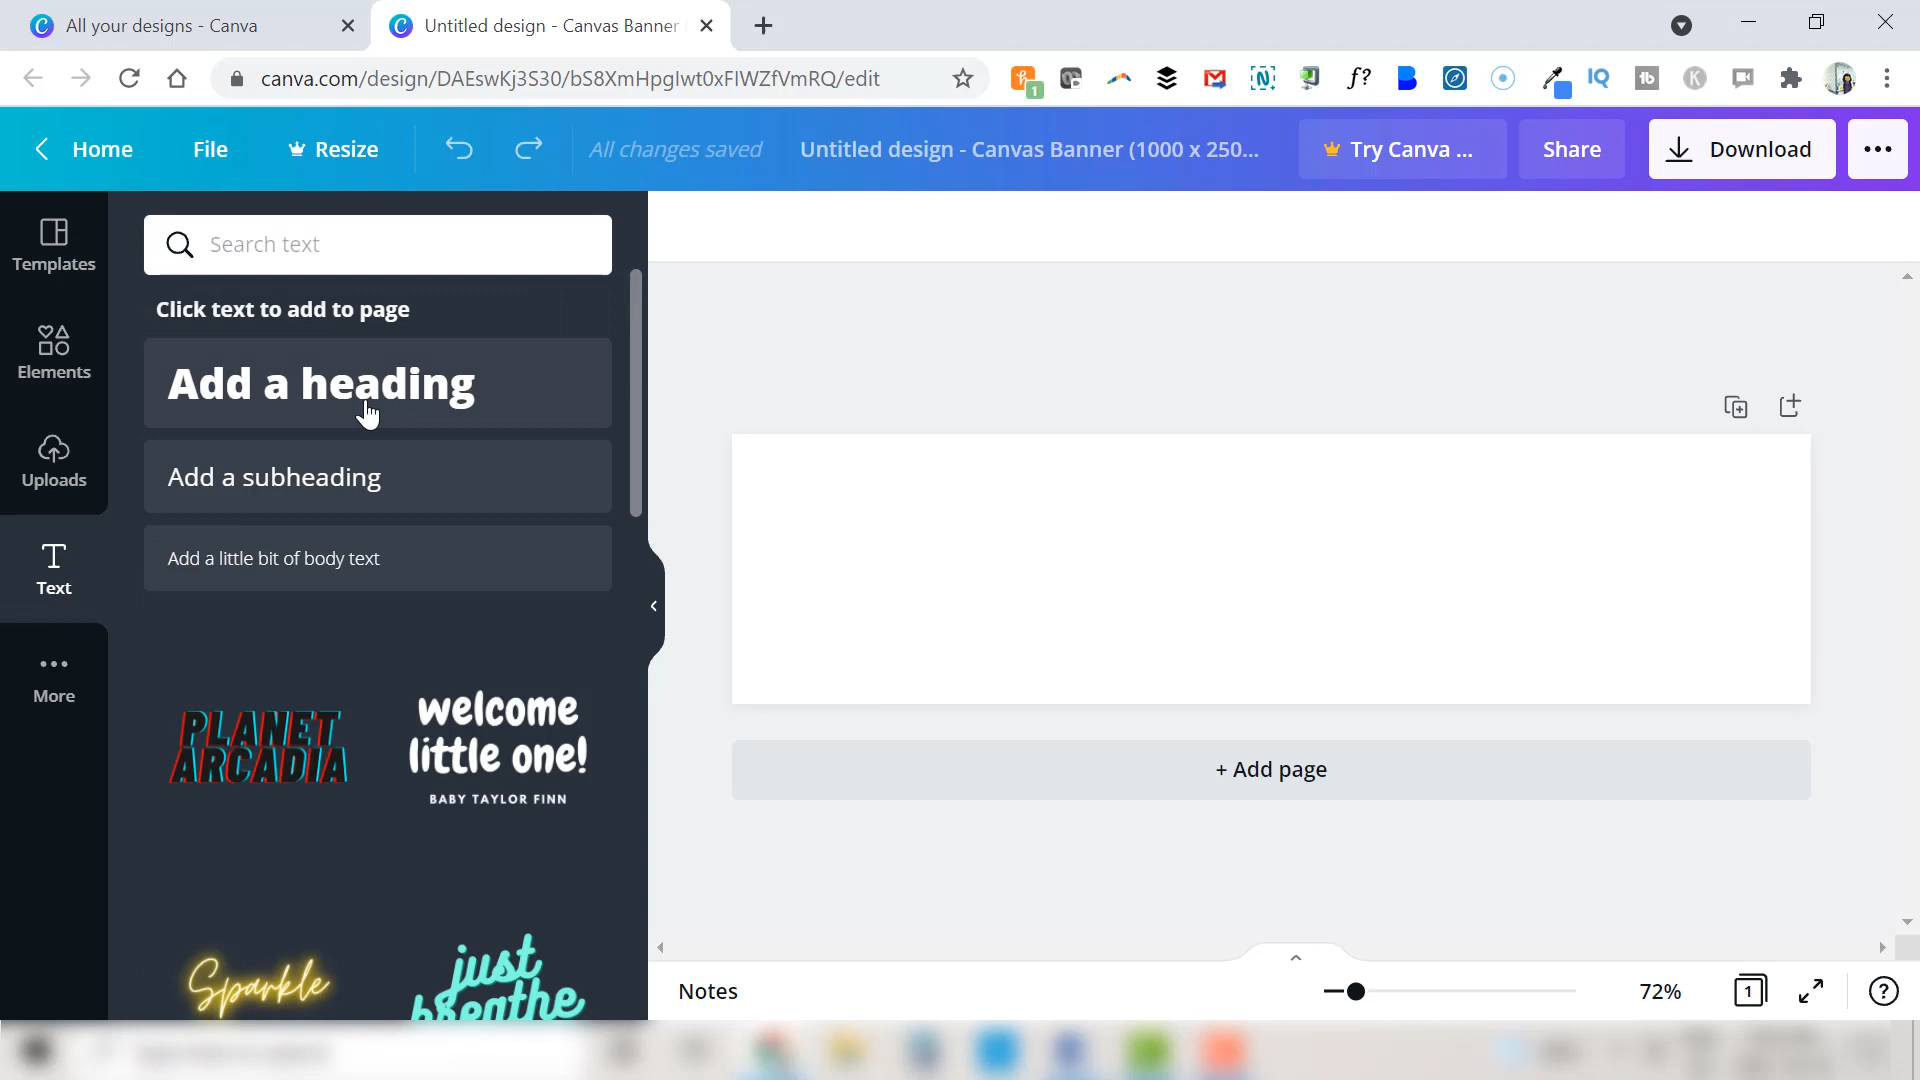 All your designs - Canva
Untitled design - Canvas Banner
canva.com/design/DAEswKj3S30/bS8XmHpglwt0xFIWZfVmRQ/edit
1
f?
IQ
tb
K
Home
File
Resize
All changes saved
Untitled design - Canvas Banner (1000 x 250...
Try Canva ...
Share
Download
Templates
Elements
Uploads
Text
More
Search text
Click text to add to page
Add a heading
Add a subheading
Add a little bit of body text
PLANET
ARCADIA
welcome
little one!
BABY TAYLOR FINN
Sparkle
just
breathe
+ Add page
Notes
72%
1
?